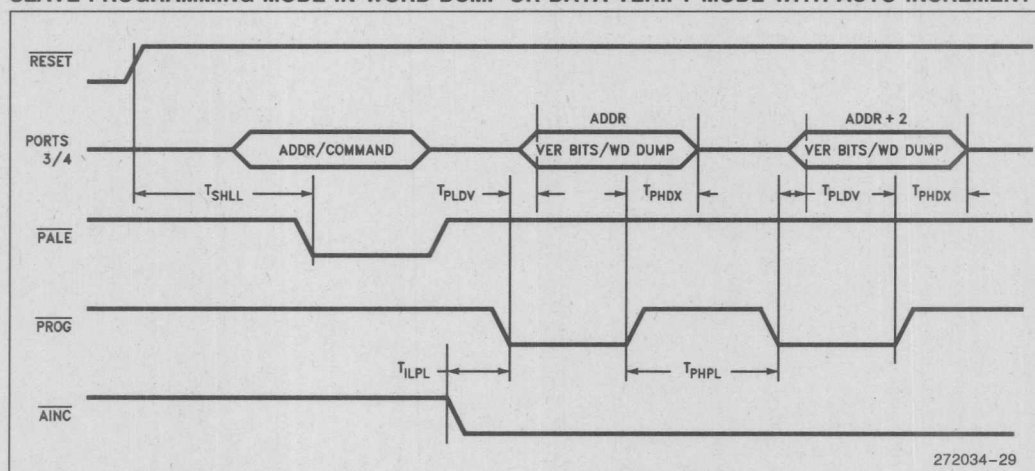 SLAVE PROGRAMMING MODE IN WORD DUMP OR DATA VERIFY MODE WITH AUTO INCREMENT
RESET
PORTS
3/4
ADDR/COMMAND
ADDR
VER BITS/WD DUMP
ADDR + 2
VER BITS/WD DUMP
TSHLL
TPLDV
TPHDX
TPLDV
TPHDX
PALE
PROG
TILPL
TPHPL
AINC
272034-29